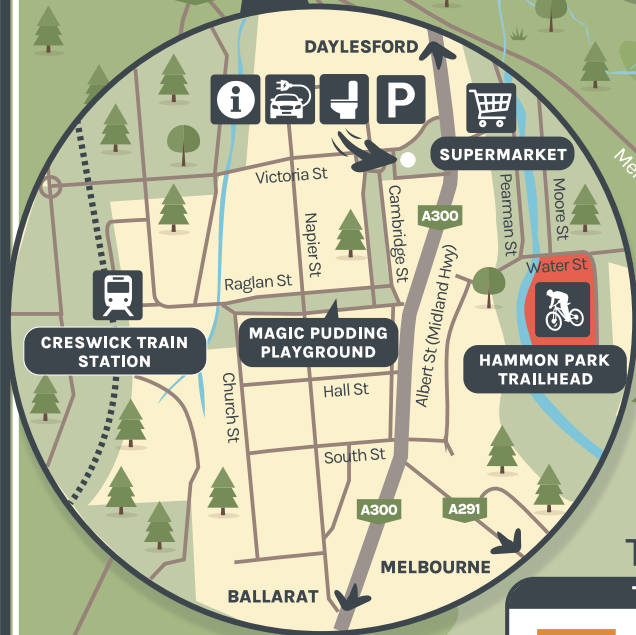 DAYLESFORD
i
P
SUPERMARKET
Victoria St
A300
Napier St
Cambridge St
Pearman St
Moore St
Me
Water St
Raglan St
Albert St (Midland Hwy)
CRESWICK TRAIN
STATION
MAGIC PUDDING
PLAYGROUND
HAMMON PARK
TRAILHEAD
Church St
Hall St
South St
A300
A291
MELBOURNE
BALLARAT